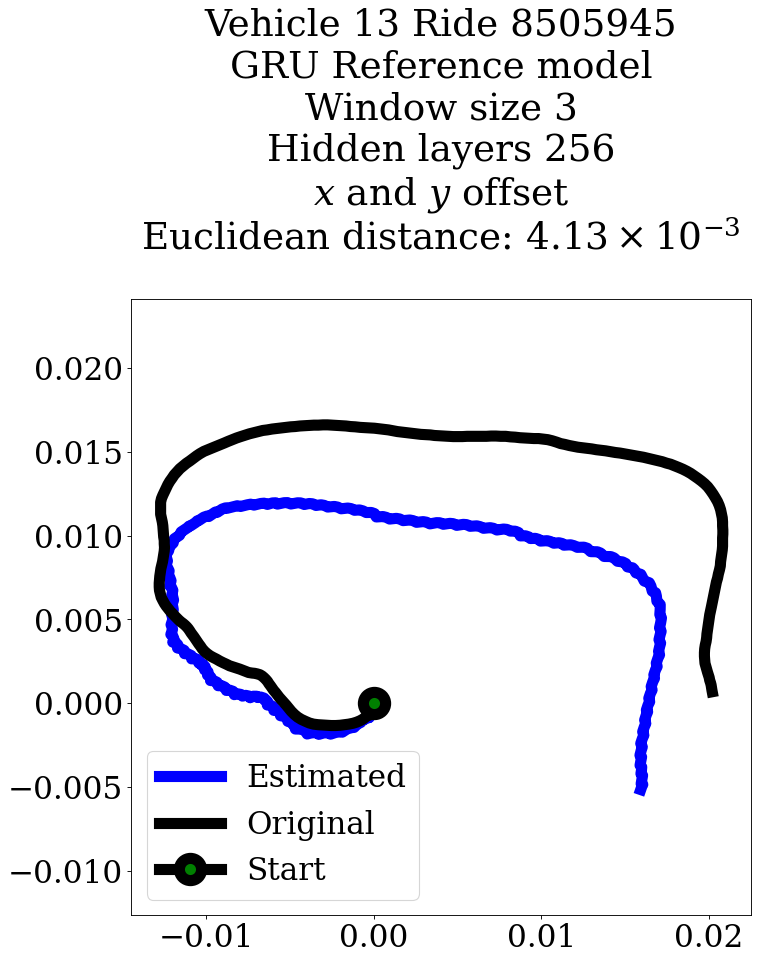 Vehicle 13 Ride 8505945
GRU Reference model
Window size 3
Hidden layers 256
x and y offset
Euclidean distance: 4.13 × 10⁻³
0.020
0.015
0.010
0.005
0.000
−0.005
−0.010
Estimated
Original
Start
−0.01 0.00 0.01 0.02